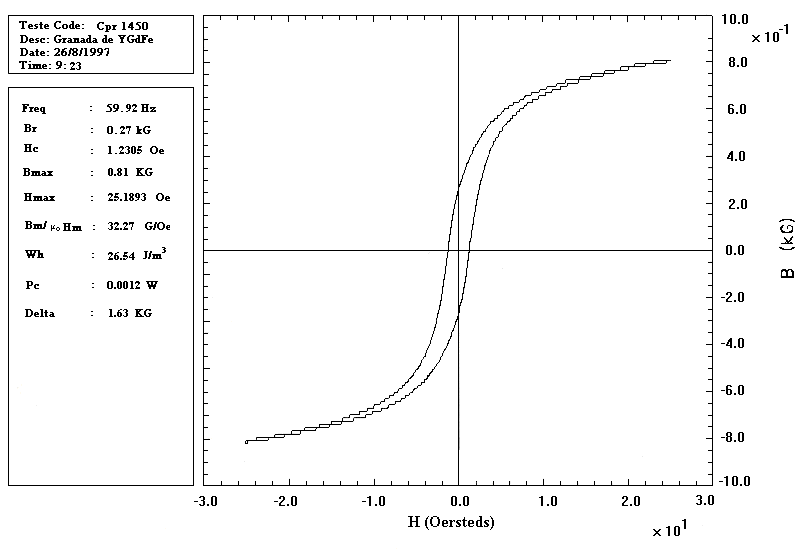 Teste Code: Cpr 1450
Desc: Granada de YGdFe
Date: 26/8/1997
Time: 9:23
Freq : 59.92 Hz
Br : 0.27 kG
Hc : 1.2305 Oe
Bmax : 0.81 KG
Hmax : 25.1893 Oe
Bm/ μ₀ Hm : 32.27 G/Oe
Wh : 26.54 J/m³
Pc : 0.0012 W
Delta : 1.63 KG
10.0
×10⁻¹
8.0
6.0
4.0
2.0
0.0
-2.0
-4.0
-6.0
-8.0
-10.0
B (kG)
-3.0 -2.0 -1.0 0.0 1.0 2.0 3.0
H (Oersteds)
×10¹